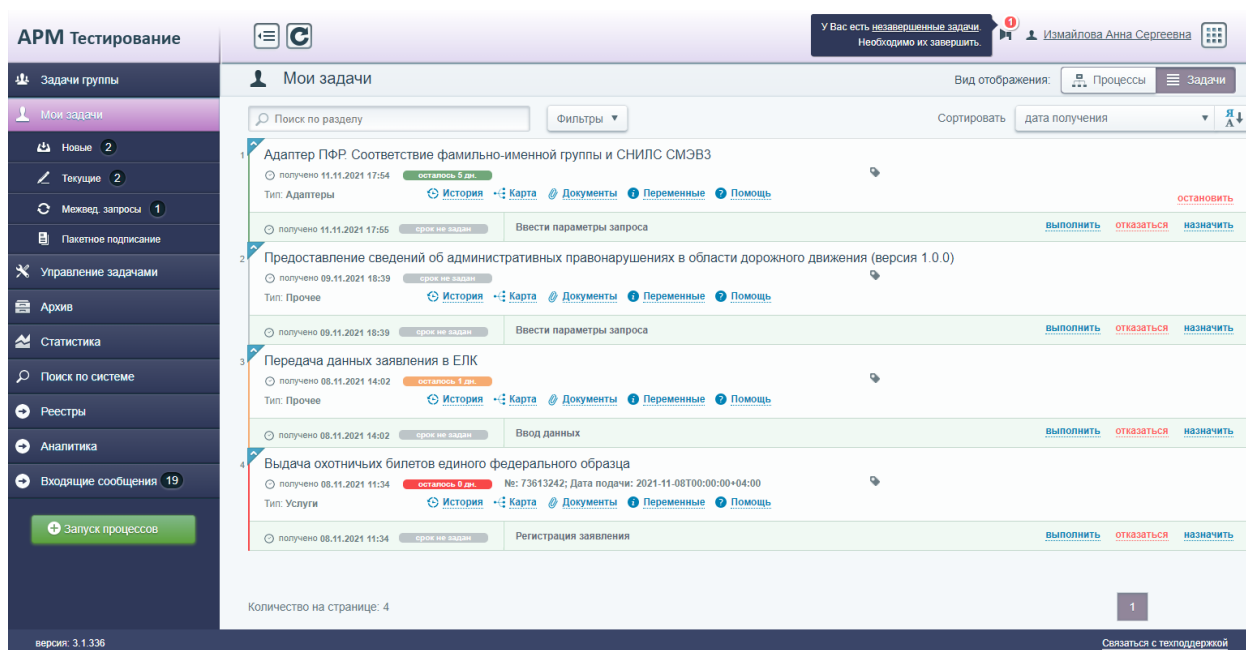 АРМ Тестирование
У Вас есть незавершенные задачи.
Необходимо их завершить.
1
Измайлова Анна Сергеевна
Задачи группы
Мои задачи
Новые 2
Текущие 2
Межвед. запросы 1
Пакетное подписание
Управление задачами
Архив
Статистика
Поиск по системе
Реестры
Аналитика
Входящие сообщения 19
Запуск процессов
версия: 3.1.336
Мои задачи
Вид отображения: Процессы Задачи
Поиск по разделу Фильтры Сортировать дата получения Я А
1 Адаптер ПФР. Соответствие фамильно-именной группы и СНИЛС СМЭВ3
получено 11.11.2021 17:54 осталось 5 дн.
Тип: Адаптеры История Карта Документы Переменные Помощь остановить
получено 11.11.2021 17:55 срок не задан Ввести параметры запроса выполнить отказаться назначить
2 Предоставление сведений об административных правонарушениях в области дорожного движения (версия 1.0.0)
получено 09.11.2021 18:39 срок не задан
Тип: Прочее История Карта Документы Переменные Помощь
получено 09.11.2021 18:39 срок не задан Ввести параметры запроса выполнить отказаться назначить
3 Передача данных заявления в ЕЛК
получено 08.11.2021 14:02 осталось 1 дн.
Тип: Прочее История Карта Документы Переменные Помощь
получено 08.11.2021 14:02 срок не задан Ввод данных выполнить отказаться назначить
4 Выдача охотничьих билетов единого федерального образца
получено 08.11.2021 11:34 осталось 0 дн. №: 73613242; Дата подачи: 2021-11-08T00:00:00+04:00
Тип: Услуги История Карта Документы Переменные Помощь
получено 08.11.2021 11:34 срок не задан Регистрация заявления выполнить отказаться назначить
Количество на странице: 4 1
Связаться с техподдержкой